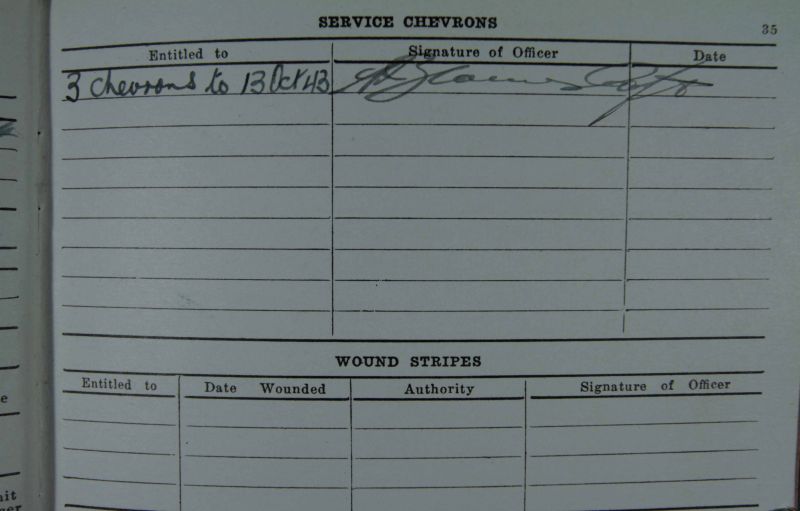 SERVICE CHEVRONS
35
Entitled to Signature of Officer Date
3 chevrons to 13 Oct 43
WOUND STRIPES
Entitled to Date Wounded Authority Signature of Officer